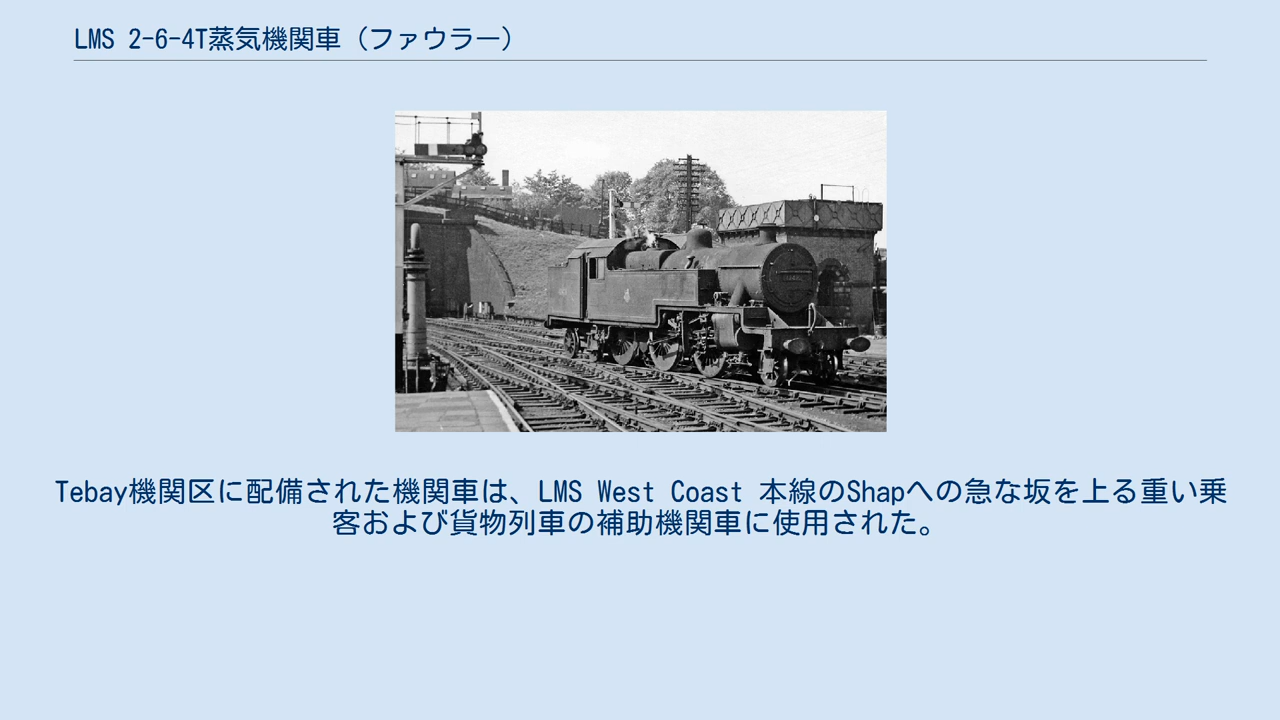 LMS 2-6-4T蒸気機関車（ファウラー）
Tebay機関区に配備された機関車は、LMS West Coast 本線のShapへの急な坂を上る重い乗
客および貨物列車の補助機関車に使用された。